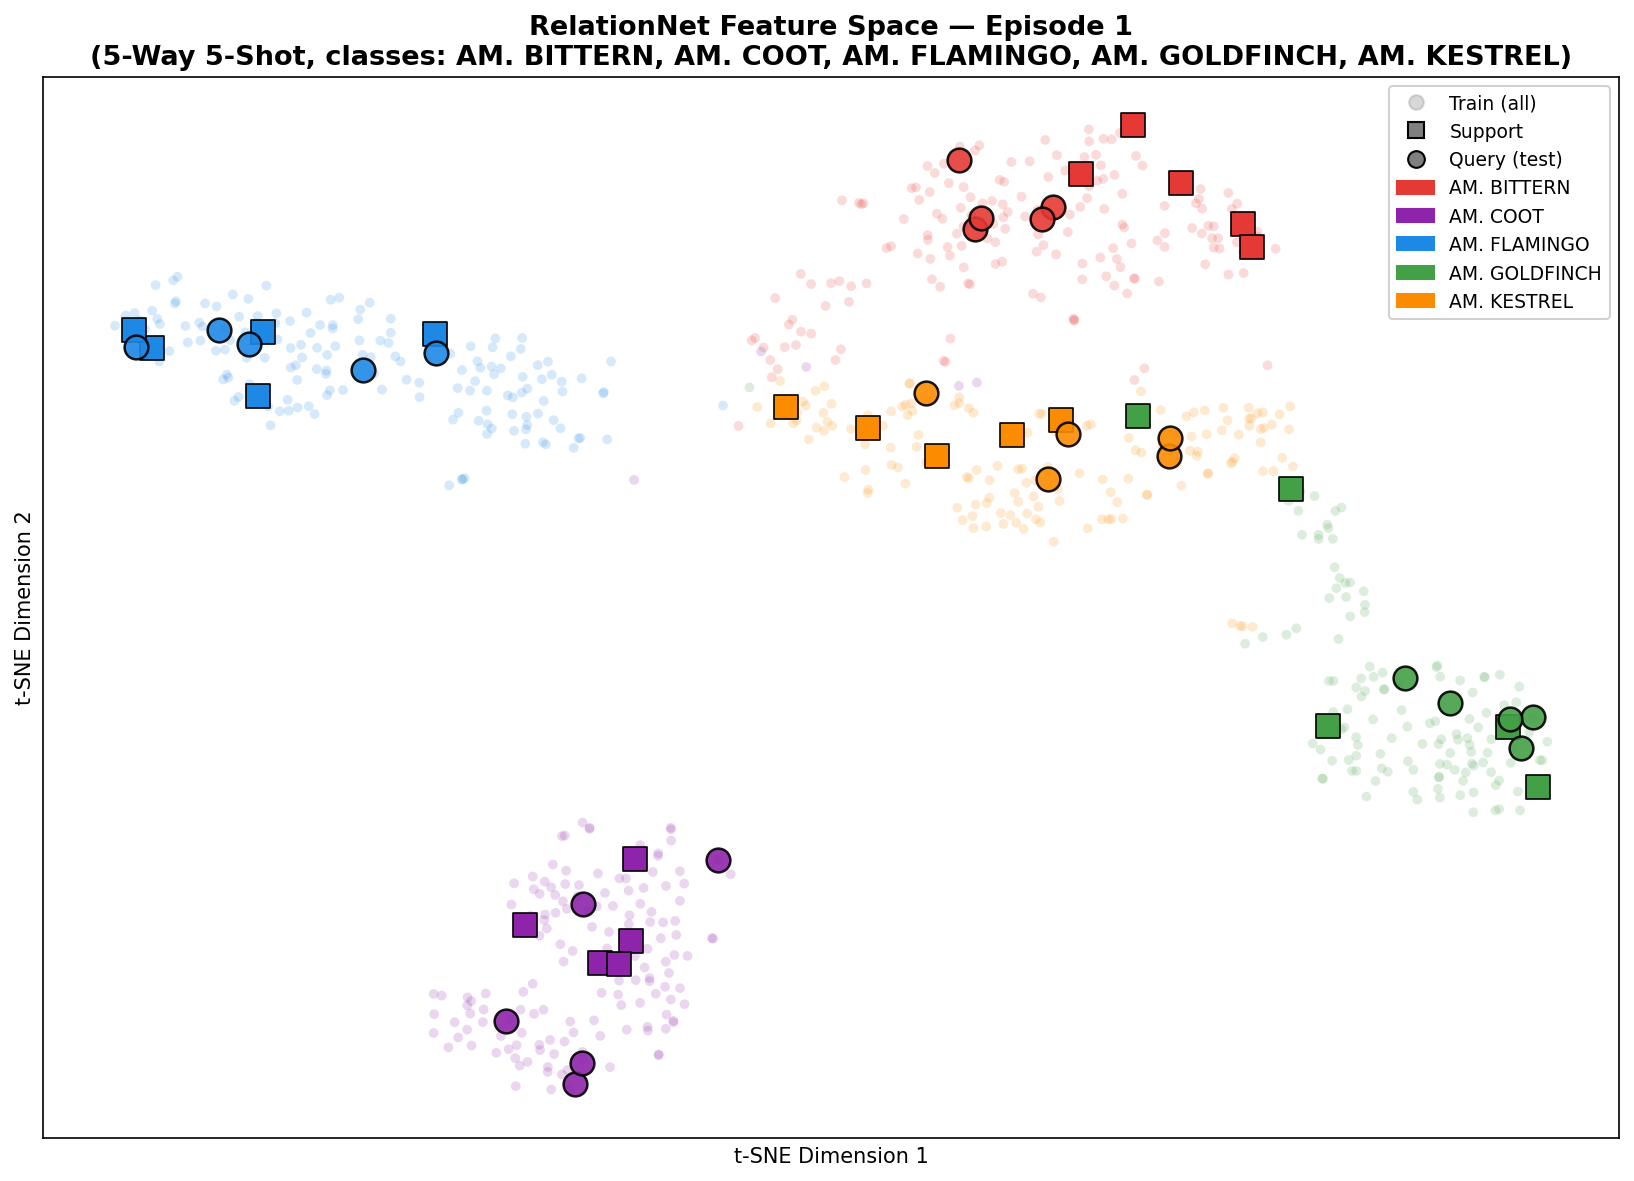 RelationNet Feature Space — Episode 1
(5-Way 5-Shot, classes: AM. BITTERN, AM. COOT, AM. FLAMINGO, AM. GOLDFINCH, AM. KESTREL)
Train (all)
Support
Query (test)
AM. BITTERN
AM. COOT
AM. FLAMINGO
AM. GOLDFINCH
AM. KESTREL
t-SNE Dimension 2
t-SNE Dimension 1